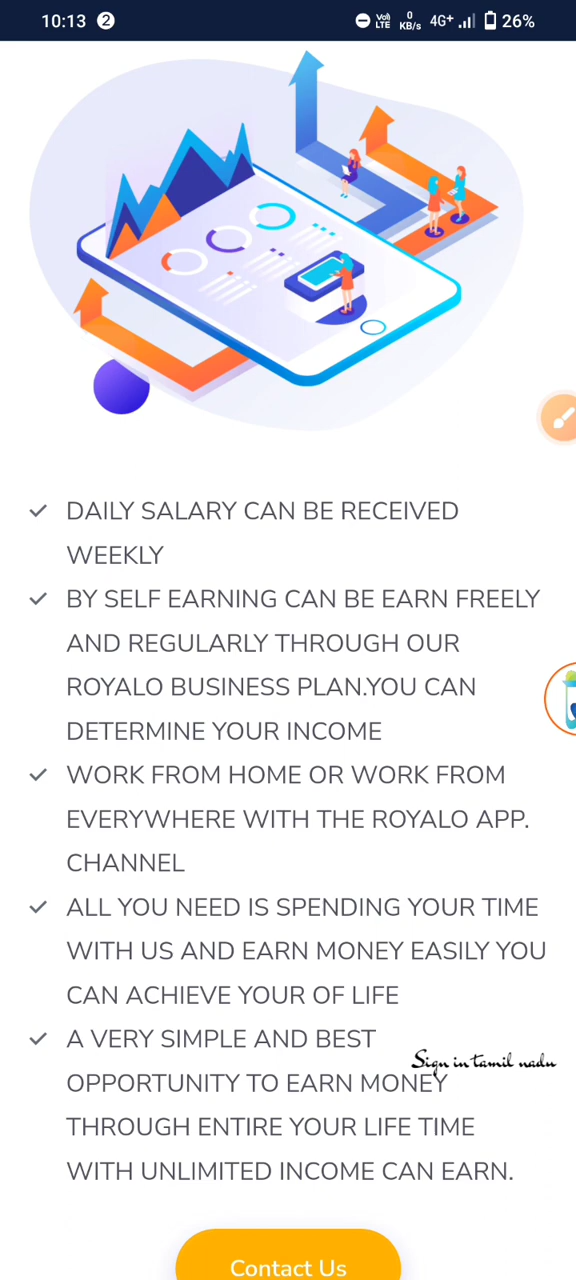 10:13 2 Vo) LTE 0 KB/s 4G+ 26%
DAILY SALARY CAN BE RECEIVED
WEEKLY
BY SELF EARNING CAN BE EARN FREELY
AND REGULARLY THROUGH OUR
ROYALO BUSINESS PLAN.YOU CAN
DETERMINE YOUR INCOME
WORK FROM HOME OR WORK FROM
EVERYWHERE WITH THE ROYALO APP.
CHANNEL
ALL YOU NEED IS SPENDING YOUR TIME
WITH US AND EARN MONEY EASILY YOU
CAN ACHIEVE YOUR OF LIFE
A VERY SIMPLE AND BEST
Sign in tamil nadu
OPPORTUNITY TO EARN MONEY
THROUGH ENTIRE YOUR LIFE TIME
WITH UNLIMITED INCOME CAN EARN.
Contact Us